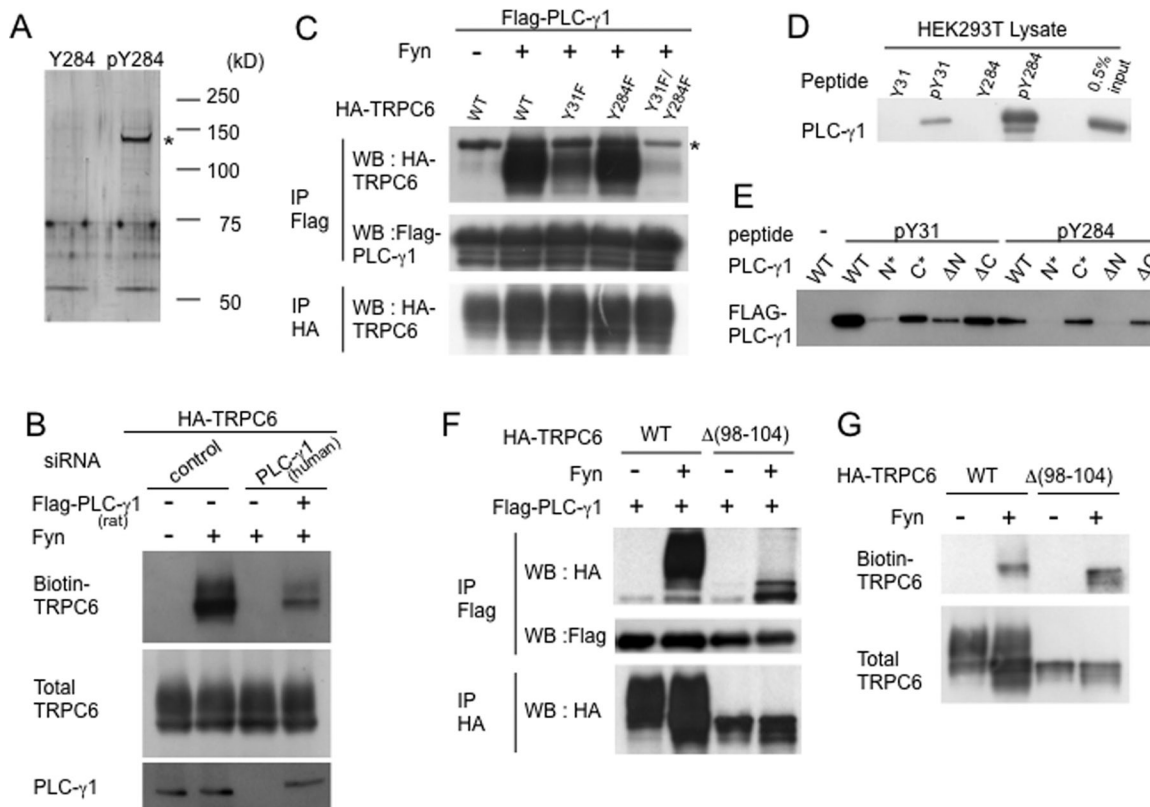 A
Y284 pY284 (kD)
250
150
*
100
75
50
B
HA-TRPC6
siRNA control PLC-γ1 (human)
Flag-PLC-γ1 (rat) - - - +
Fyn - + + +
Biotin-
TRPC6
Total
TRPC6
PLC-γ1
C
Flag-PLC-γ1
Fyn - + + + +
HA-TRPC6 WT WT Y31F Y284F Y31F/
Y284F
IP
Flag
WB : HA-
TRPC6
*
WB :Flag-
PLC-γ1
IP
HA
WB : HA-
TRPC6
D
HEK293T Lysate
Peptide Y31 pY31 Y284 pY284 0.5%
input
PLC-γ1
E
peptide - pY31 pY284
PLC-γ1 WT WT N* C* ΔN ΔC WT N* C* ΔN ΔC
FLAG-
PLC-γ1
F
HA-TRPC6 WT Δ(98-104)
Fyn - + - +
Flag-PLC-γ1 + + + +
IP
Flag
WB : HA
WB :Flag
IP
HA
WB : HA
G
HA-TRPC6 WT Δ(98-104)
Fyn - + - +
Biotin-
TRPC6
Total
TRPC6